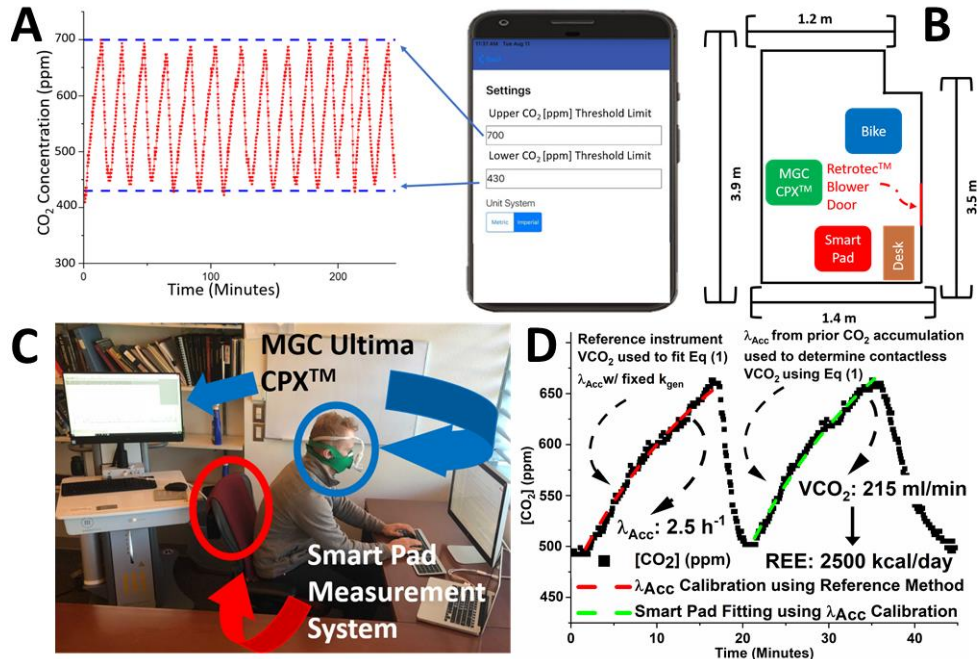 A
CO₂ Concentration (ppm)
700
600
500
400
300
0
100
200
Time (Minutes)
11:51 AM Tue Aug 11
Settings
Upper CO₂ [ppm] Threshold Limit
700
Lower CO₂ [ppm] Threshold Limit
430
Unit System
Metric
Imperial
B
1.2 m
3.9 m
3.5 m
1.4 m
Bike
MGC
CPX™
Retrotec™
Blower
Door
Smart
Pad
Desk
C
MGC Ultima
CPX™
Smart Pad
Measurement
System
D
Reference instrument
VCO₂ used to fit Eq (1)
λAcc w/ fixed kgen
λAcc from prior CO₂ accumulation
used to determine contactless
VCO₂ using Eq (1)
[CO₂] (ppm)
650
600
550
500
450
λAcc: 2.5 h⁻¹
VCO₂: 215 ml/min
REE: 2500 kcal/day
[CO₂] (ppm)
λAcc Calibration using Reference Method
Smart Pad Fitting using λAcc Calibration
0
10
20
30
40
Time (Minutes)